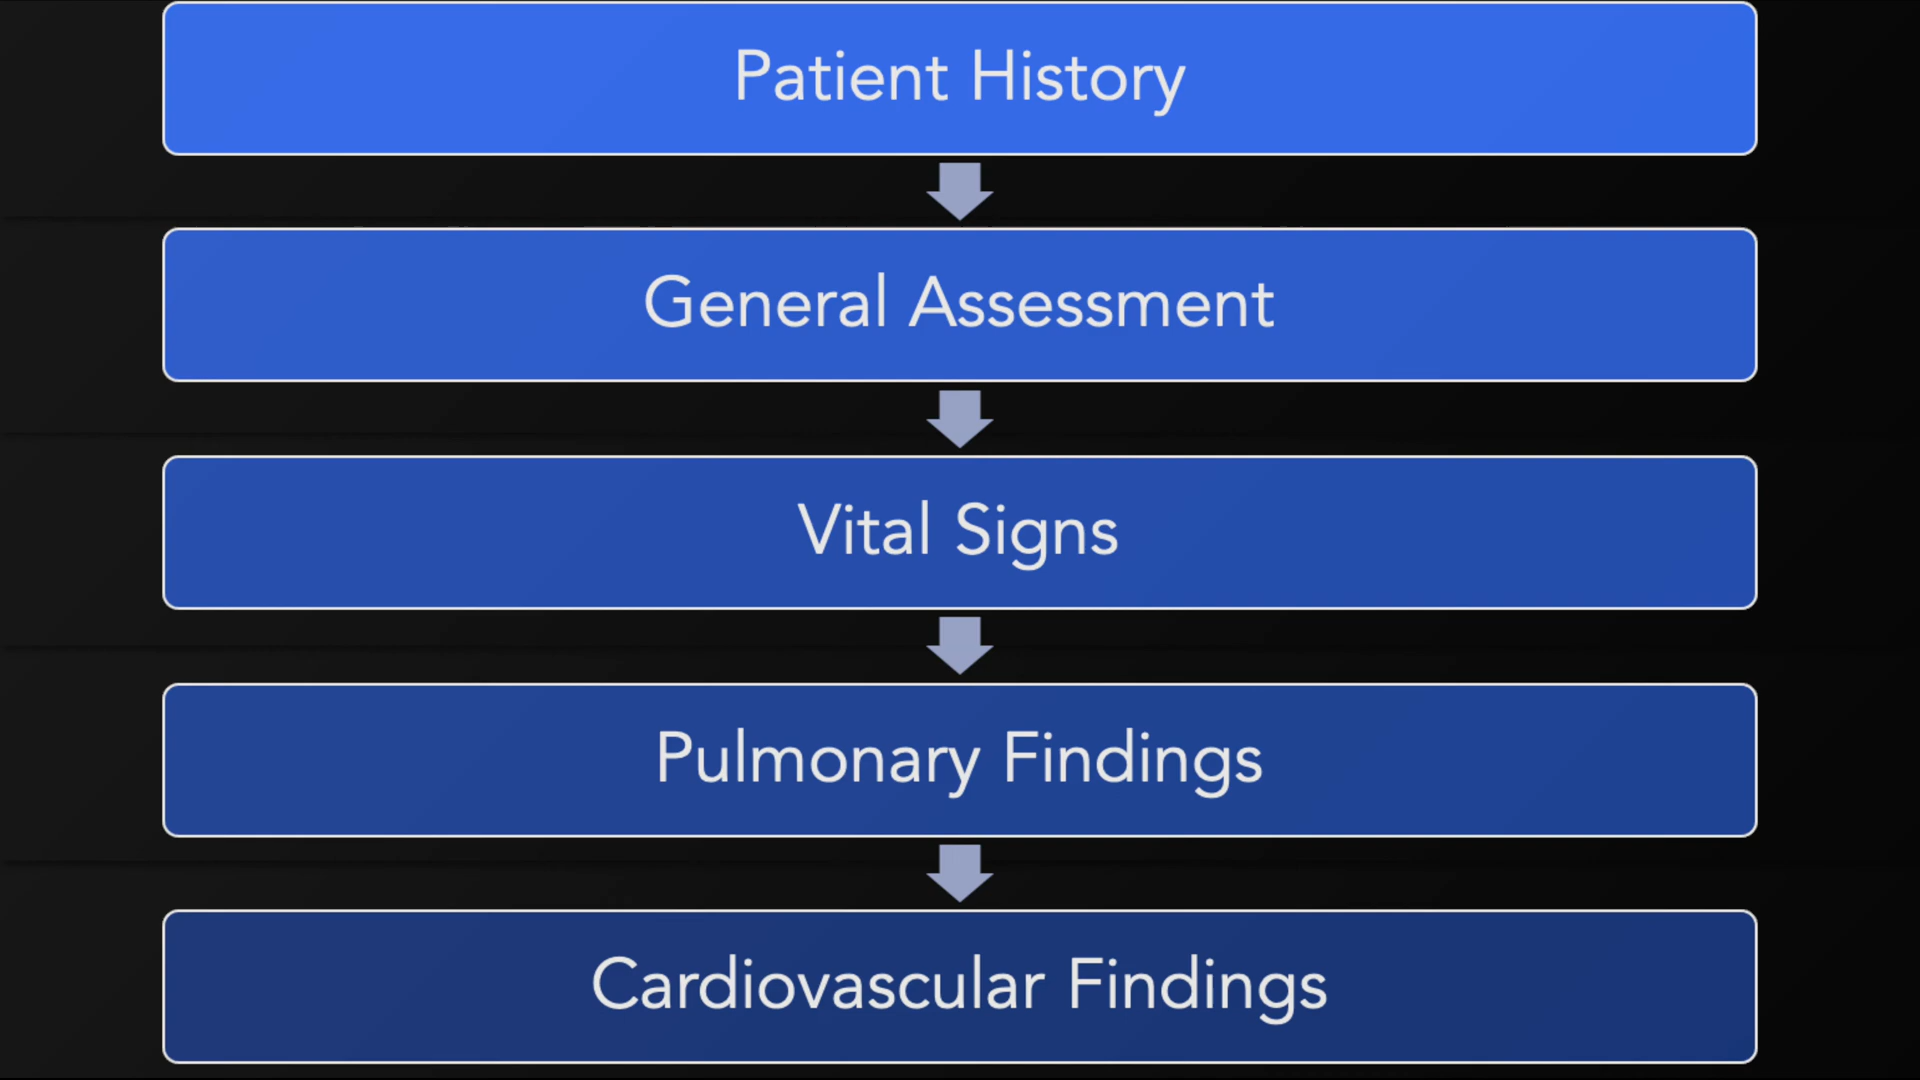 Patient History
General Assessment
Vital Signs
Pulmonary Findings
Cardiovascular Findings